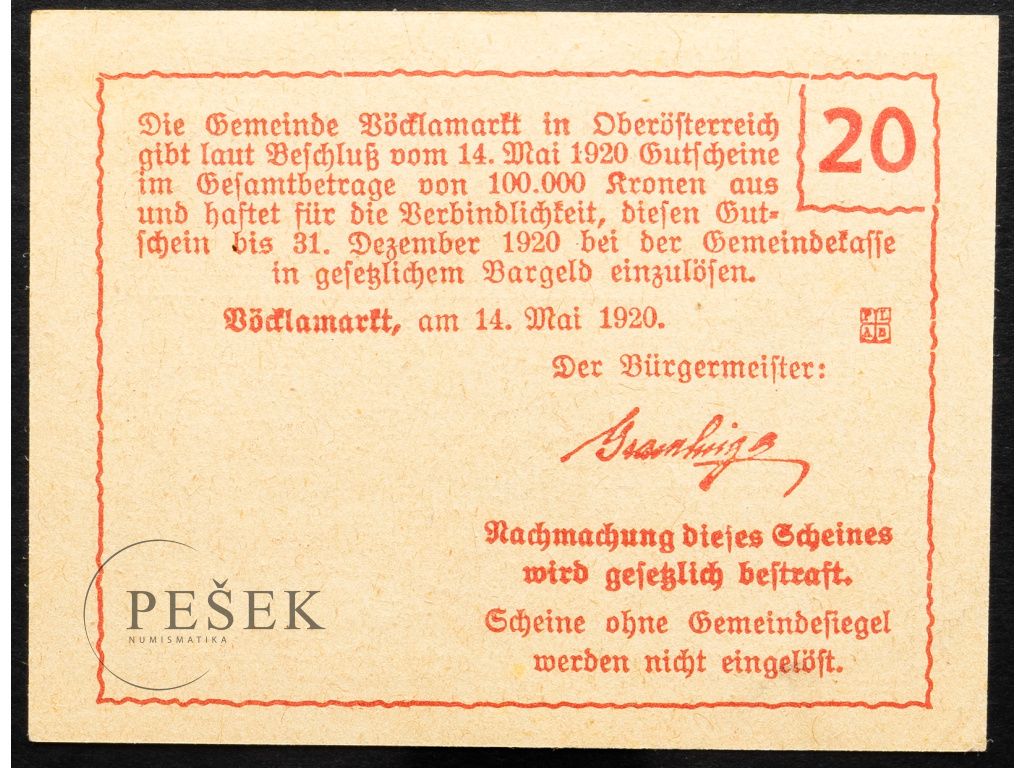 Die Gemeinde Vöcklamarkt in Oberösterreich
gibt laut Beschluß vom 14. Mai 1920 Gutscheine
im Gesamtbetrage von 100.000 Kronen aus
und haftet für die Verbindlichkeit, diesen Gut=
schein bis 31. Dezember 1920 bei der Gemeindekasse
in gesetzlichem Bargeld einzulösen.
20
Vöcklamarkt, am 14. Mai 1920.
Der Bürgermeister:
Nachmachung dieses Scheines
wird gesetzlich bestraft.
Scheine ohne Gemeindesiegel
werden nicht eingelöst.
PEŠEK
NUMISMATIKA